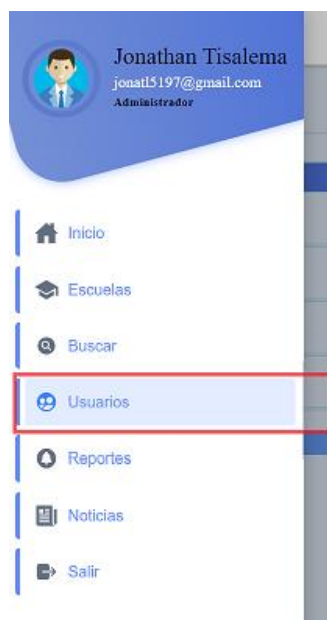 Jonathan Tisalema
jonatl5197@gmail.com
Administrador
Inicio
Escuelas
Buscar
Usuarios
Reportes
Noticias
Salir